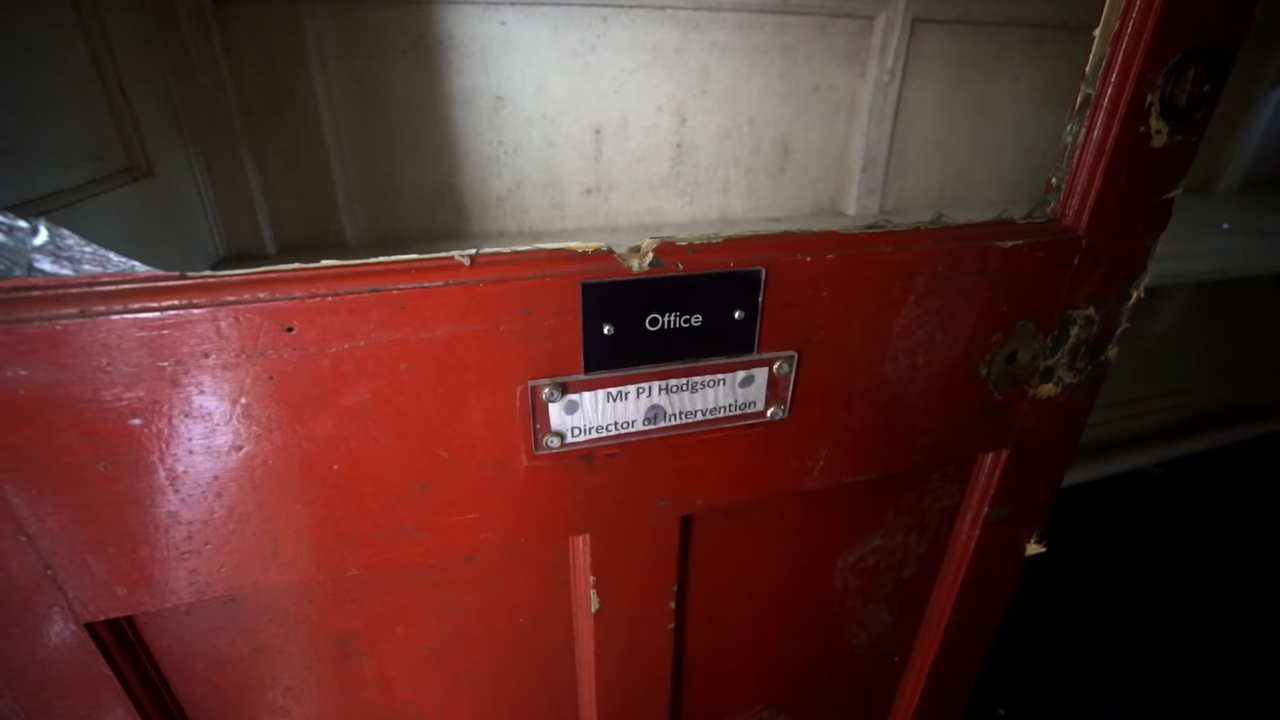 Office
Mr PJ Hodgson
Director of Intervention